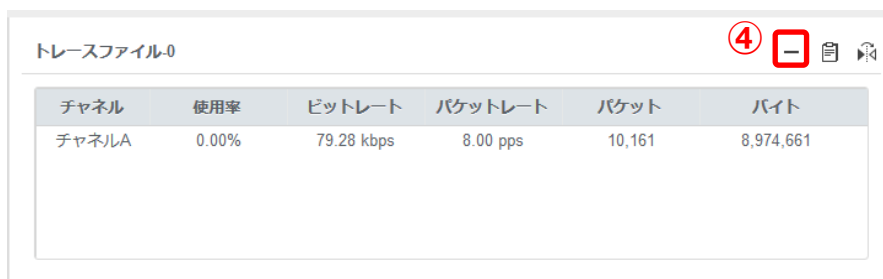 トレースファイル-0 ④
チャネル 使用率 ビットレート パケットレート パケット バイト
チャネルA 0.00% 79.28 kbps 8.00 pps 10,161 8,974,661